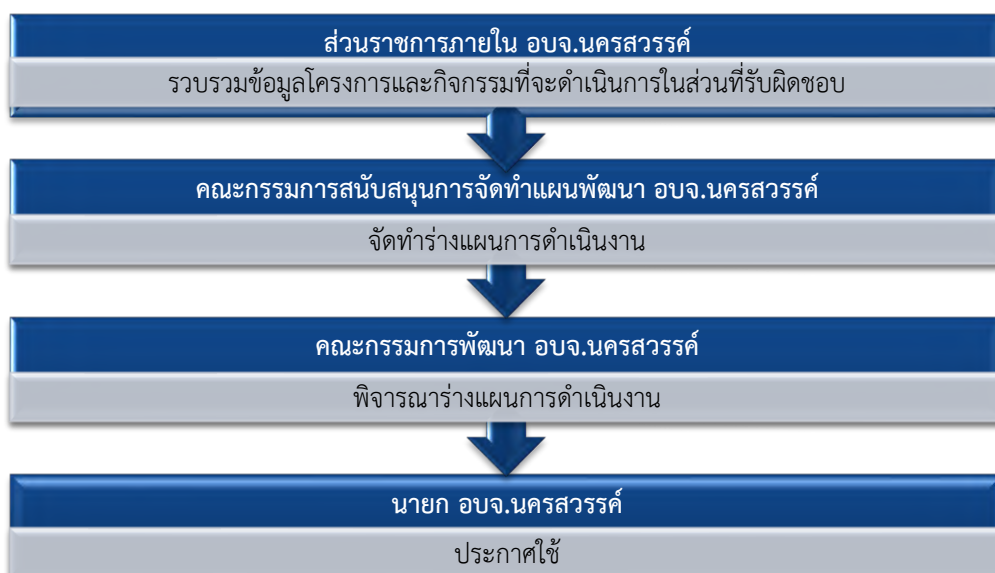 ส่วนราชการภายใน อบจ.นครสวรรค์
รวบรวมข้อมูลโครงการและกิจกรรมที่จะดำเนินการในส่วนที่รับผิดชอบ
คณะกรรมการสนับสนุนการจัดทำแผนพัฒนา อบจ.นครสวรรค์
จัดทำร่างแผนการดำเนินงาน
คณะกรรมการพัฒนา อบจ.นครสวรรค์
พิจารณาร่างแผนการดำเนินงาน
นายก อบจ.นครสวรรค์
ประกาศใช้